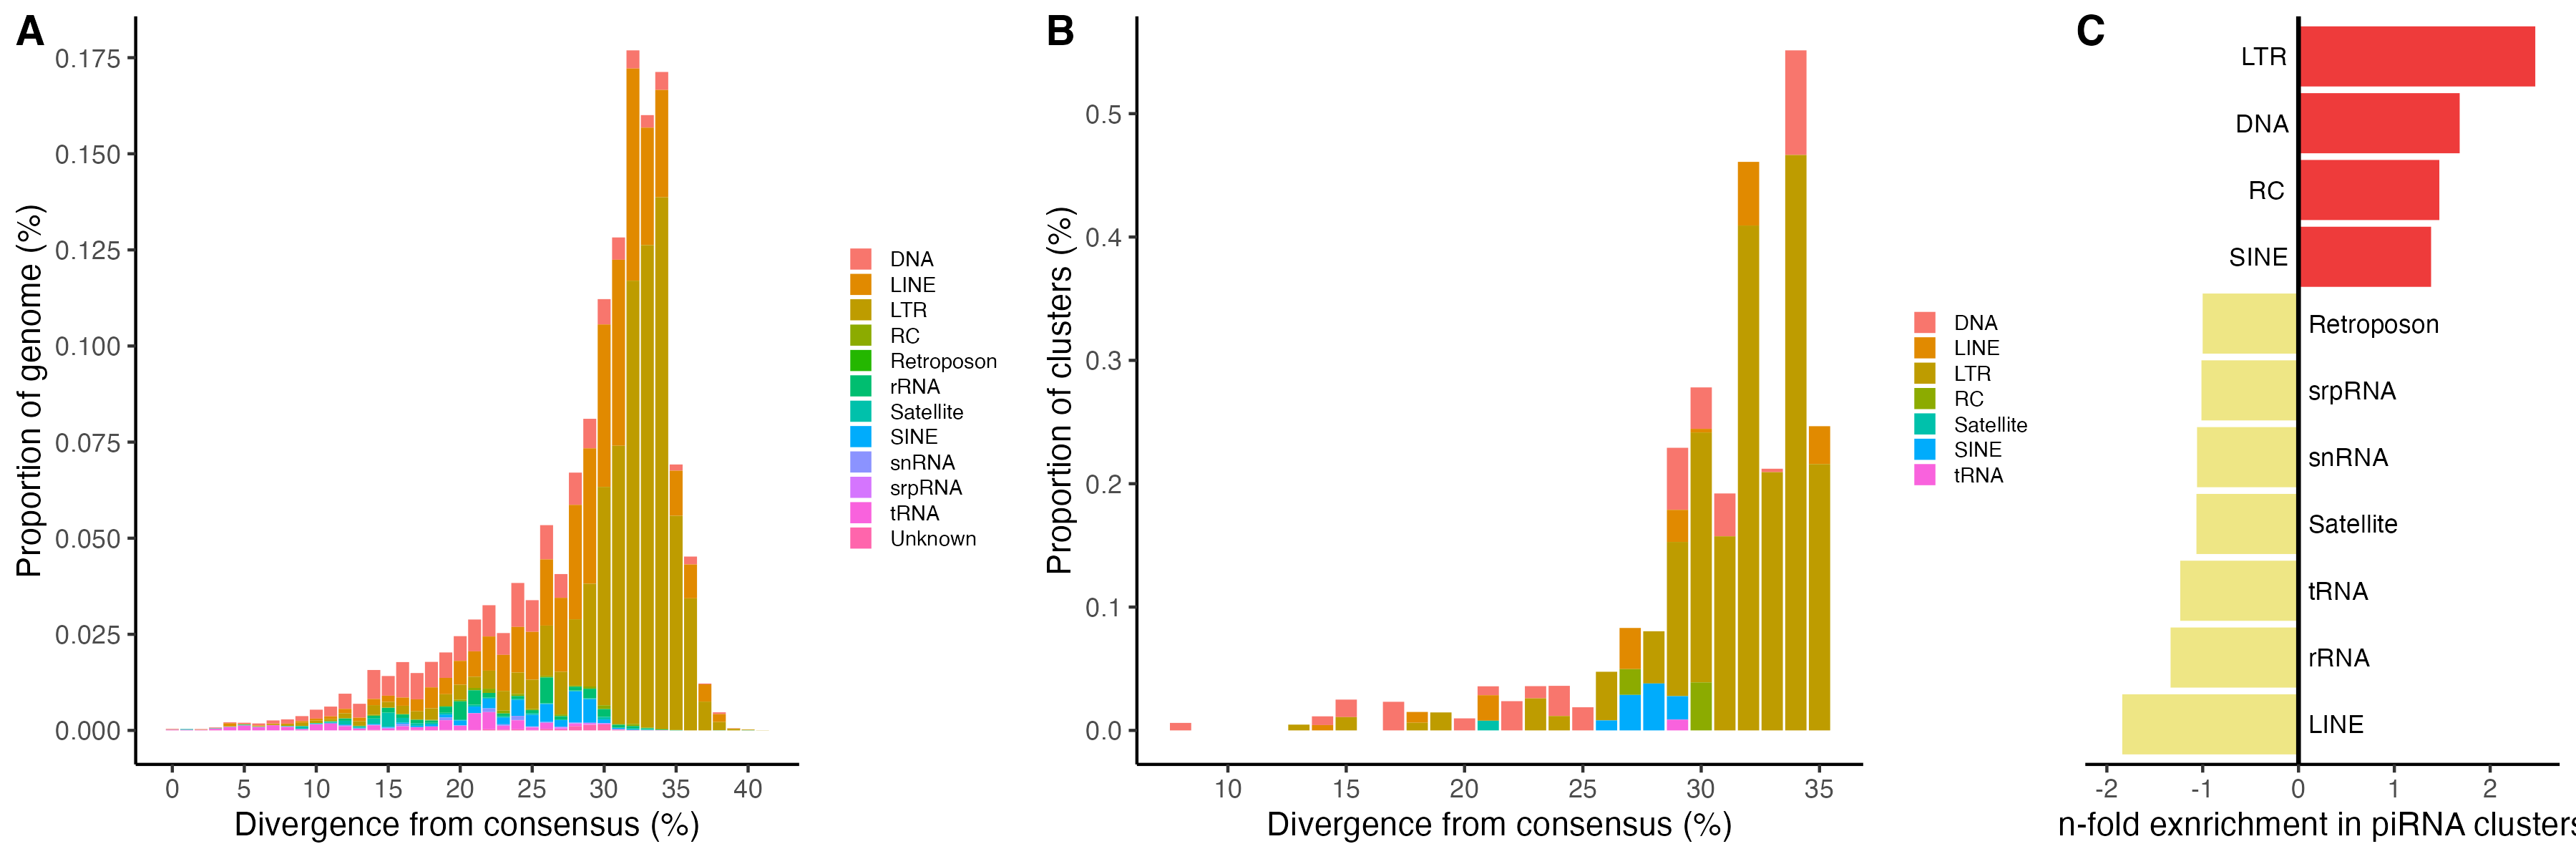 A
Proportion of genome (%)
0.175
0.150
0.125
0.100
0.075
0.050
0.025
0.000
0 5 10 15 20 25 30 35 40
Divergence from consensus (%)
DNA
LINE
LTR
RC
Retroposon
rRNA
Satellite
SINE
snRNA
srpRNA
tRNA
Unknown
B
Proportion of clusters (%)
0.5
0.4
0.3
0.2
0.1
0.0
10 15 20 25 30 35
Divergence from consensus (%)
DNA
LINE
LTR
RC
Satellite
SINE
tRNA
C
LTR
DNA
RC
SINE
Retroposon
srpRNA
snRNA
Satellite
tRNA
rRNA
LINE
-2 -1 0 1 2
n-fold exnrichment in piRNA clusters